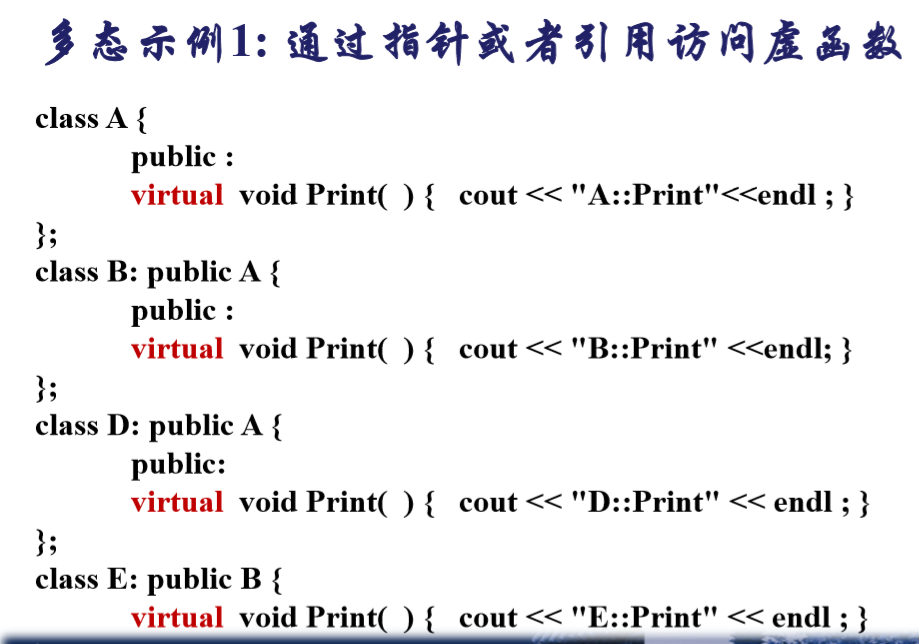 多态示例1: 通过指针或者引用访问虚函数
class A {
public :
virtual void Print( ) { cout << "A::Print"<<endl ; }
};
class B: public A {
public :
virtual void Print( ) { cout << "B::Print" <<endl; }
};
class D: public A {
public:
virtual void Print( ) { cout << "D::Print" << endl ; }
};
class E: public B {
virtual void Print( ) { cout << "E::Print" << endl ; }